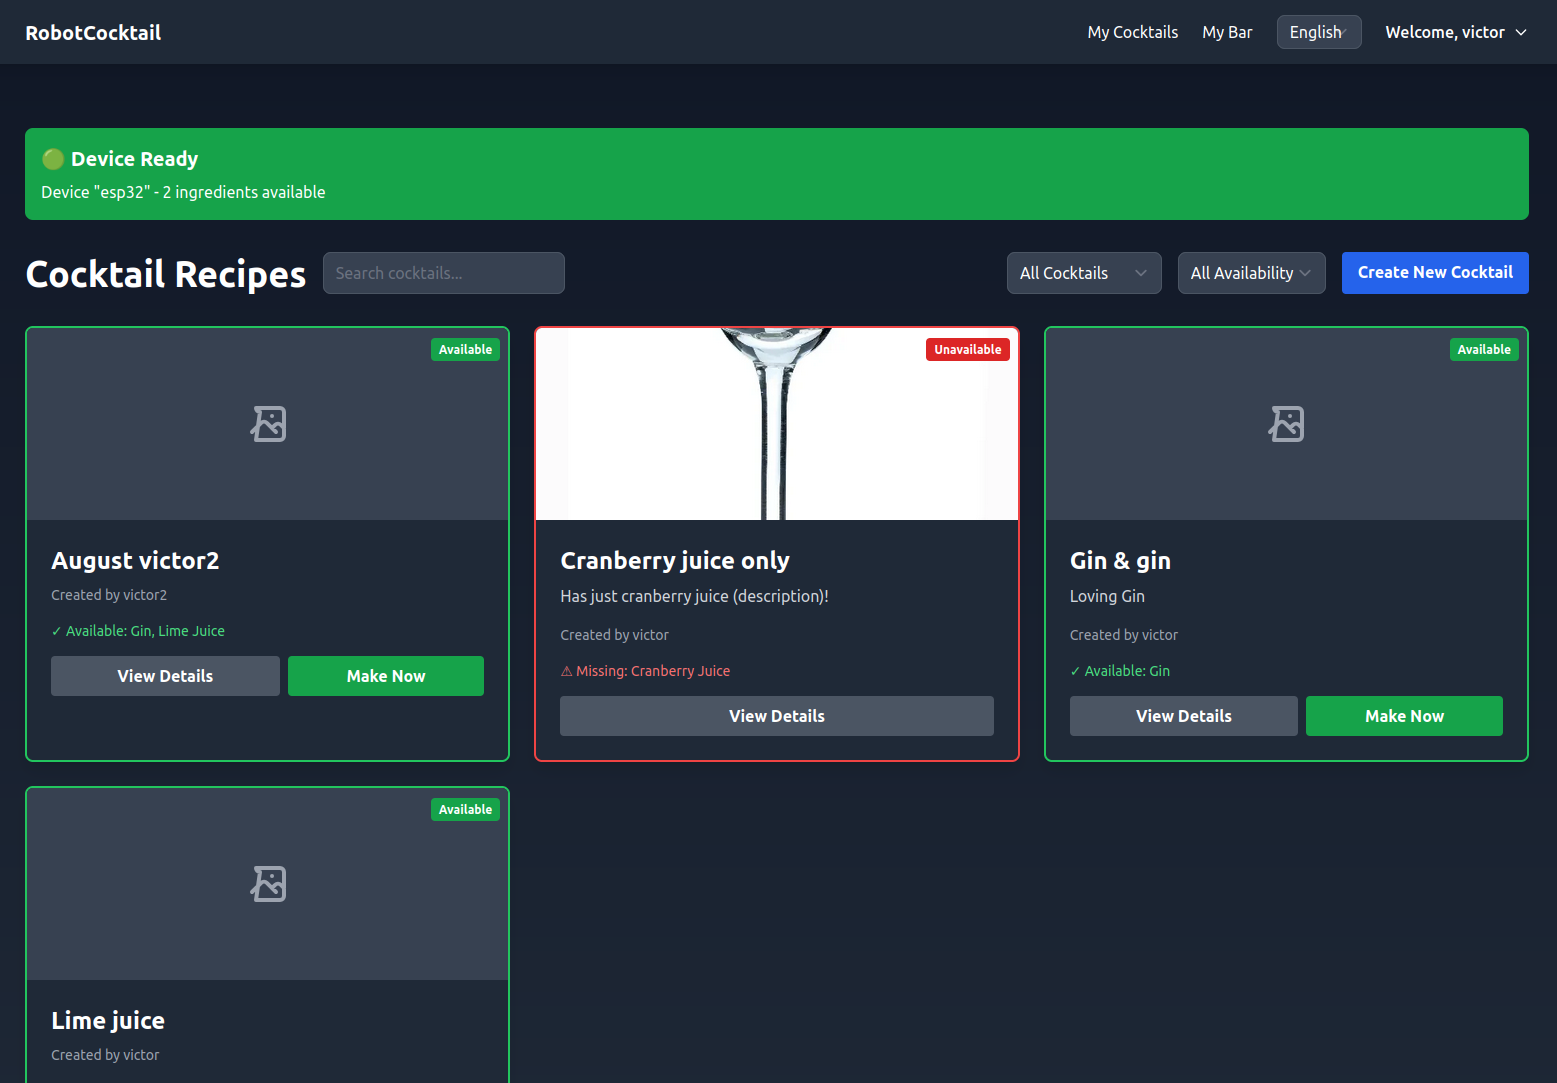 RobotCocktail
My Cocktails
My Bar
English
Welcome, victor
Device Ready
Device "esp32" - 2 ingredients available
Cocktail Recipes
Search cocktails...
All Cocktails
All Availability
Create New Cocktail
Available
August victor2
Created by victor2
✓ Available: Gin, Lime Juice
View Details
Make Now
Unavailable
Cranberry juice only
Has just cranberry juice (description)!
Created by victor
⚠ Missing: Cranberry Juice
View Details
Available
Gin & gin
Loving Gin
Created by victor
✓ Available: Gin
View Details
Make Now
Available
Lime juice
Created by victor